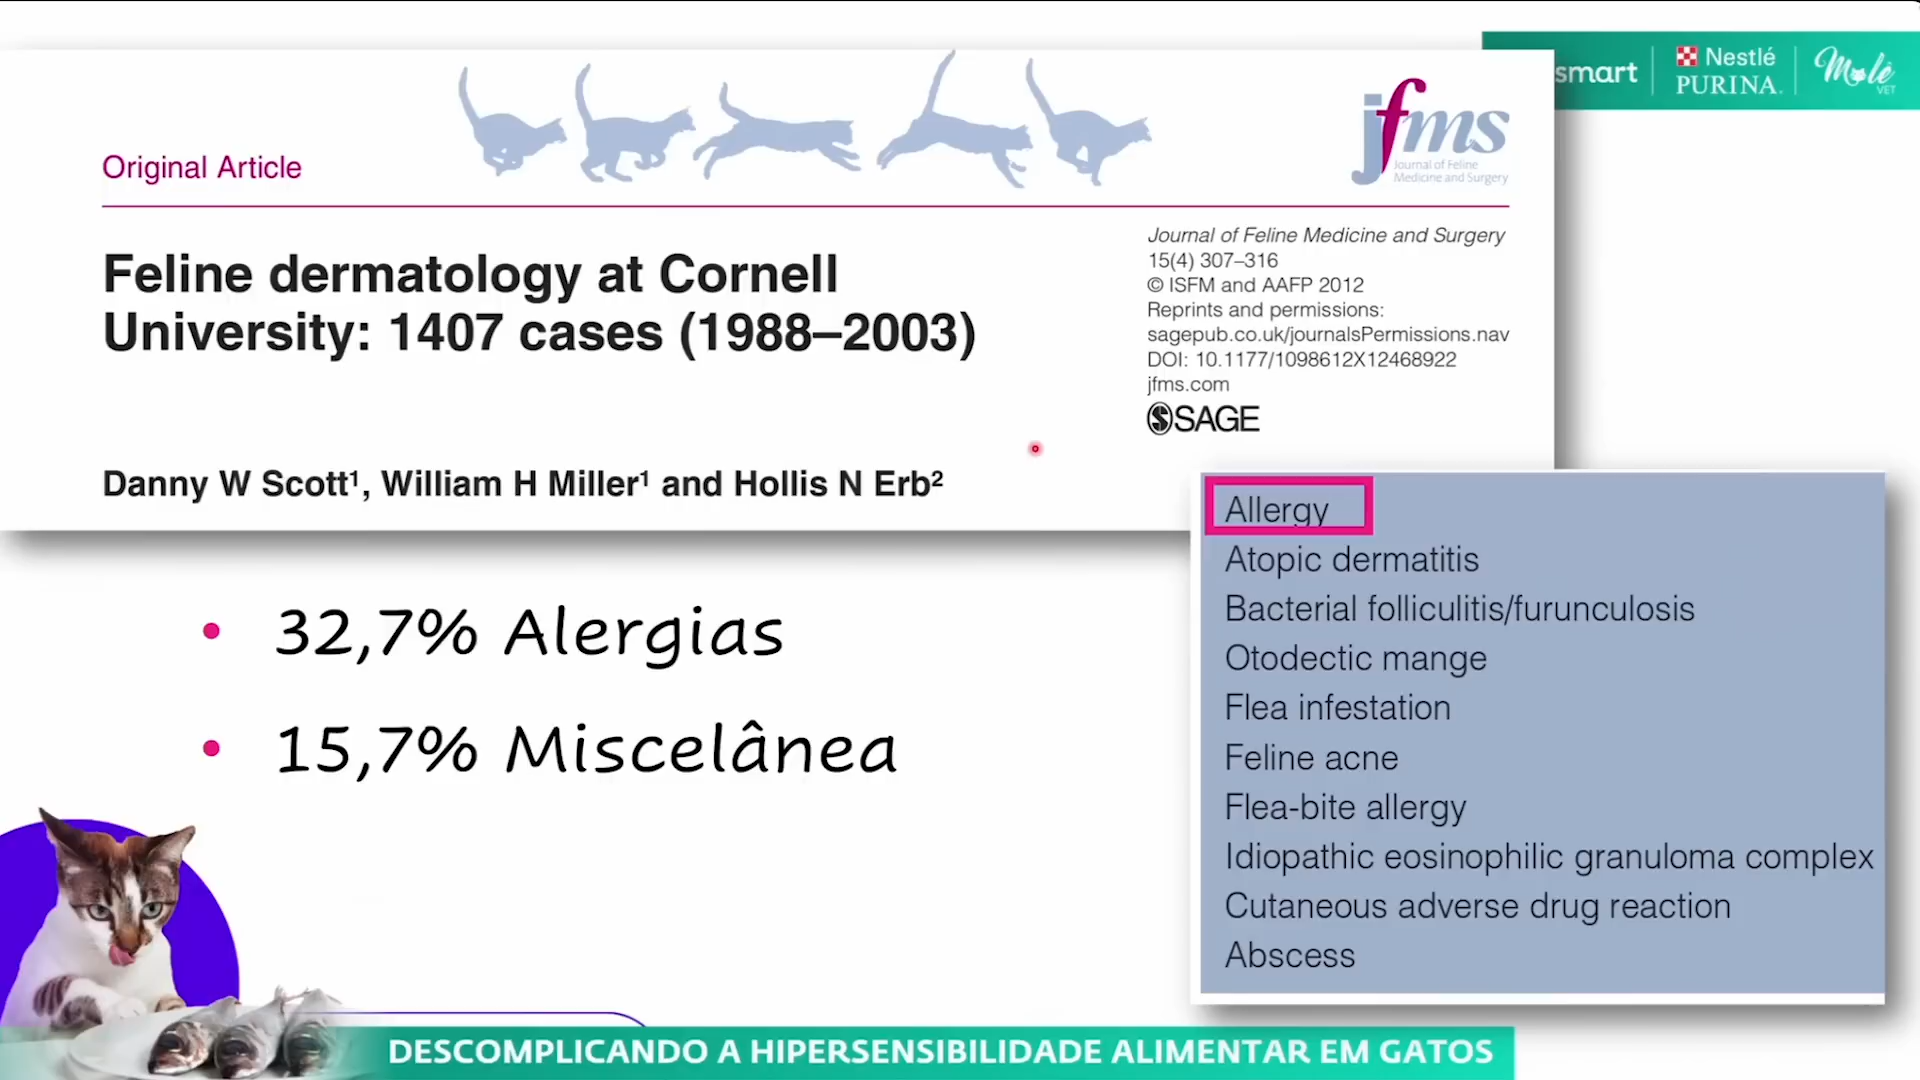 smart
Nestlé
PURINA.
Molé
VET
Original Article
jfms
Journal of Feline
Medicine and Surgery
Feline dermatology at Cornell
University: 1407 cases (1988–2003)
Journal of Feline Medicine and Surgery
15(4) 307–316
© ISFM and AAFP 2012
Reprints and permissions:
sagepub.co.uk/journalsPermissions.nav
DOI: 10.1177/1098612X12468922
jfms.com
SAGE
Danny W Scott¹, William H Miller¹ and Hollis N Erb²
• 32,7% Alergias
• 15,7% Miscelânea
Allergy
Atopic dermatitis
Bacterial folliculitis/furunculosis
Otodectic mange
Flea infestation
Feline acne
Flea-bite allergy
Idiopathic eosinophilic granuloma complex
Cutaneous adverse drug reaction
Abscess
DESCOMPLICANDO A HIPERSENSIBILIDADE ALIMENTAR EM GATOS